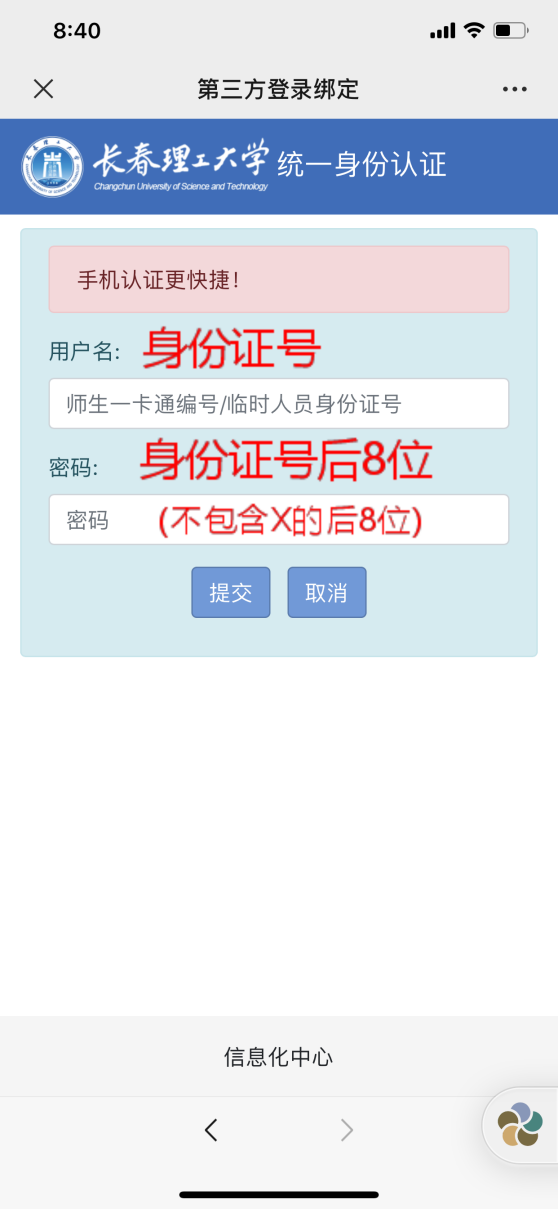 8:40
第三方登录绑定
长春理工大学 统一身份认证
Changchun University of Science and Technology
手机认证更快捷！
用户名: 身份证号
师生一卡通编号/临时人员身份证号
密码: 身份证号后8位
密码 (不包含X的后8位)
提交 取消
信息化中心